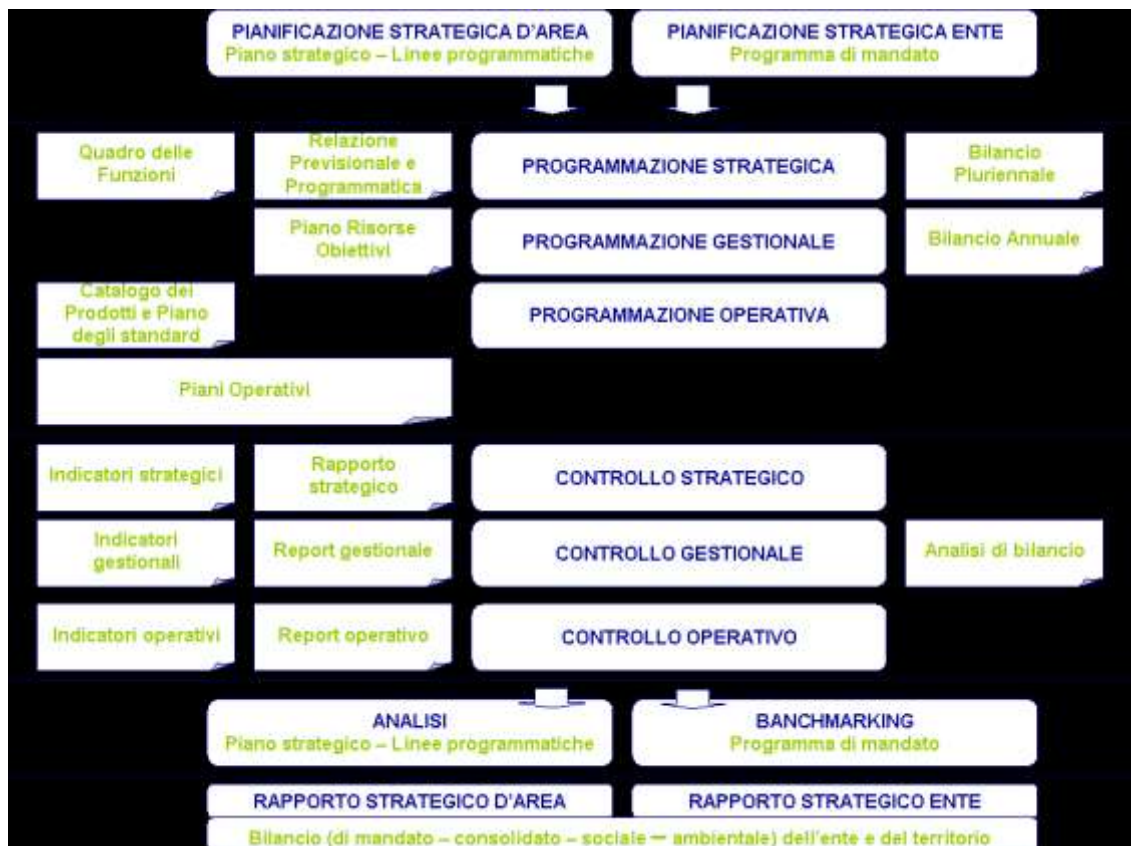 PIANIFICAZIONE STRATEGICA D'AREA
Piano strategico – Linee programmatiche
PIANIFICAZIONE STRATEGICA ENTE
Programma di mandato
Quadro delle
Funzioni
Relazione
Previsionale e
Programmatica
PROGRAMMAZIONE STRATEGICA
Bilancio
Pluriennale
Piano Risorse
Obiettivi
PROGRAMMAZIONE GESTIONALE
Bilancio Annuale
Catalogo dei
Prodotti e Piano
degli standard
PROGRAMMAZIONE OPERATIVA
Piani Operativi
Indicatori strategici
Rapporto
strategico
CONTROLLO STRATEGICO
Indicatori
gestionali
Report gestionale
CONTROLLO GESTIONALE
Analisi di bilancio
Indicatori operativi
Report operativo
CONTROLLO OPERATIVO
ANALISI
Piano strategico – Linee programmatiche
BANCHMARKING
Programma di mandato
RAPPORTO STRATEGICO D'AREA
RAPPORTO STRATEGICO ENTE
Bilancio (di mandato – consolidato – sociale – ambientale) dell'ente e del territorio